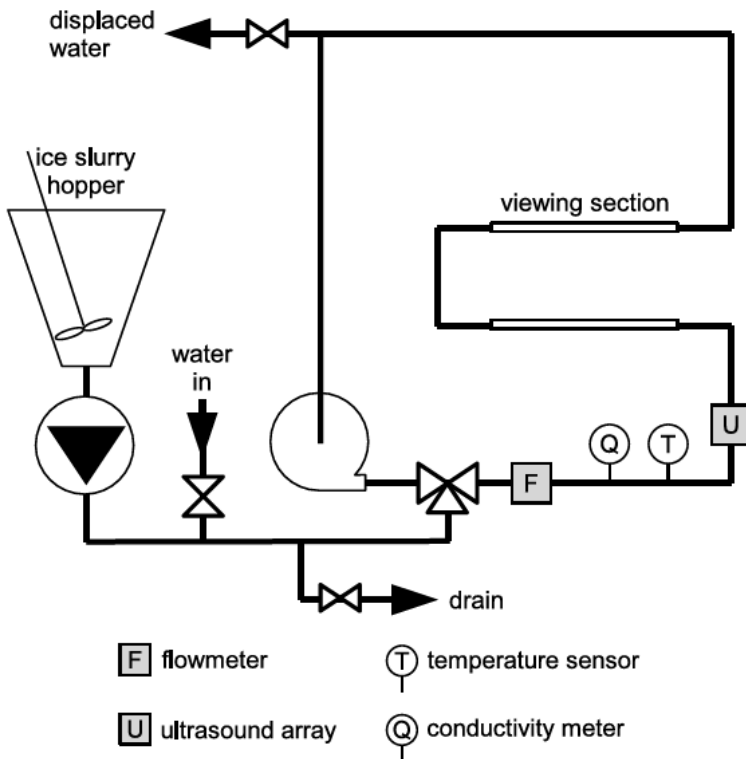 displaced
water
ice slurry
hopper
viewing section
water
in
U
Q
T
F
drain
F flowmeter
T temperature sensor
U ultrasound array
Q conductivity meter